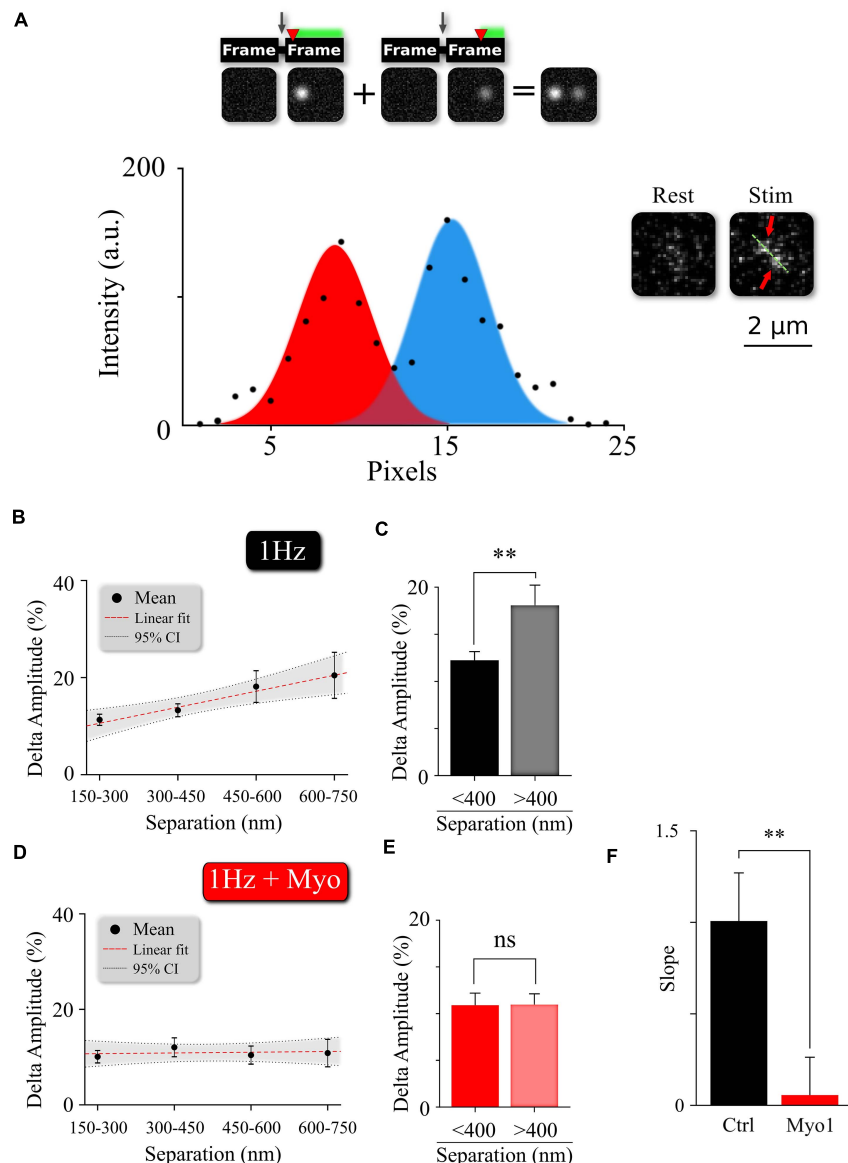 A
Frame Frame Frame Frame
+ =
200
Intensity (a.u.)
0
5 15 25
Pixels
Rest Stim
2 μm
B
1Hz
40
20
0
Delta Amplitude (%)
Mean
Linear fit
95% CI
150-300 300-450 450-600 600-750
Separation (nm)
C
**
20
0
Delta Amplitude (%)
<400 >400
Separation (nm)
D
1Hz + Myo
40
20
0
Delta Amplitude (%)
Mean
Linear fit
95% CI
150-300 300-450 450-600 600-750
Separation (nm)
E
ns
20
0
Delta Amplitude (%)
<400 >400
Separation (nm)
F
**
1.5
0
Slope
Ctrl Myo1